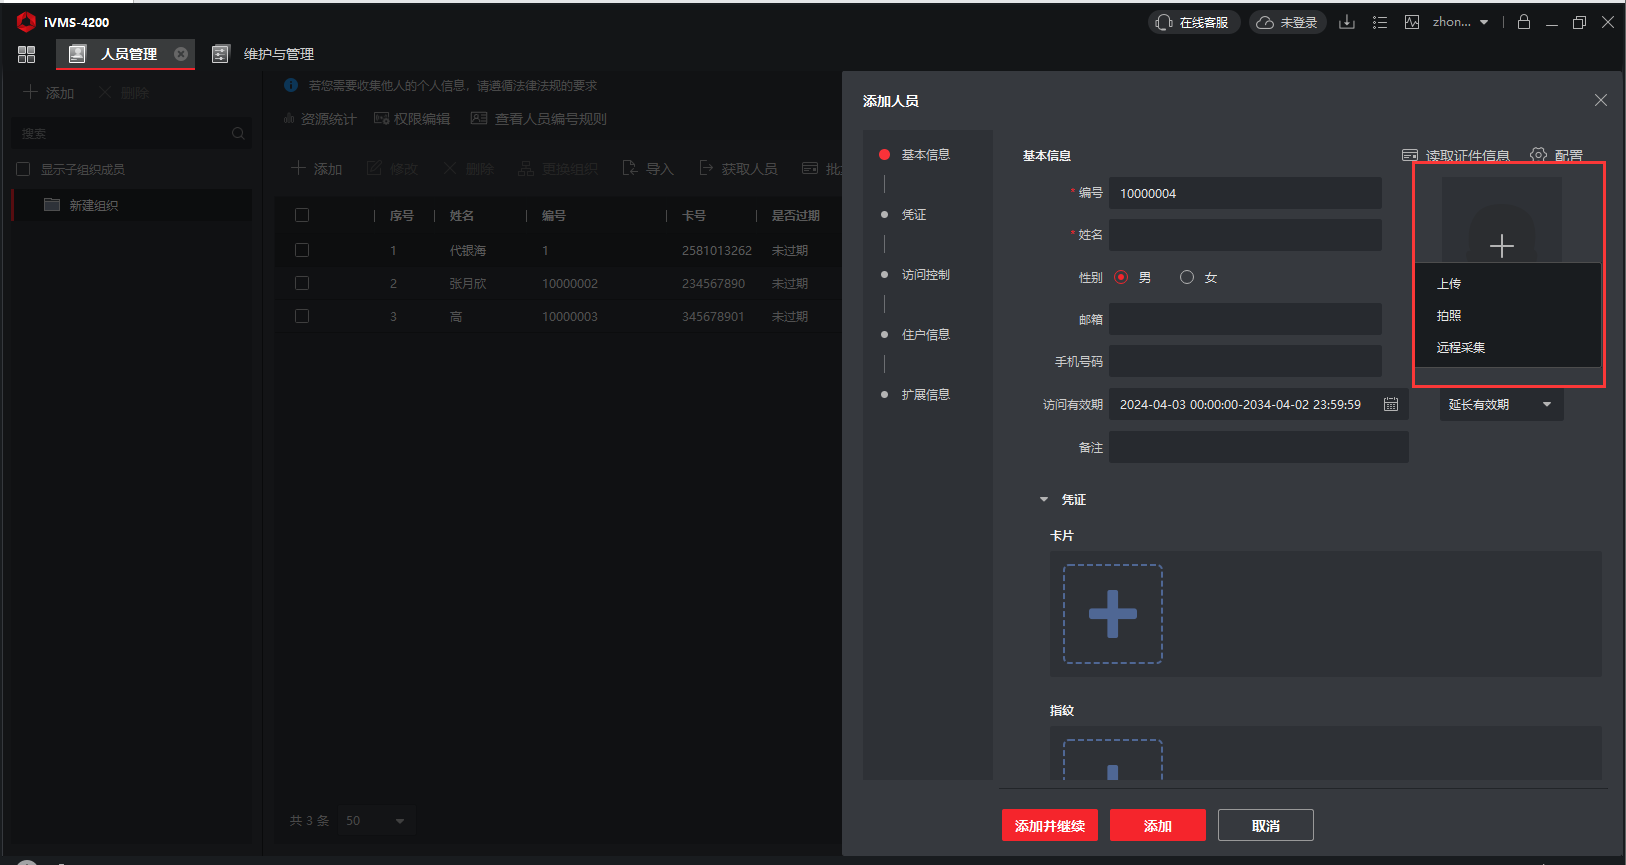 iVMS-4200
在线客服
未登录
zhon...
人员管理
维护与管理
添加
删除
搜索
显示子组织成员
新建组织
若您需要收集他人的个人信息，请遵循法律法规的要求
资源统计
权限编辑
查看人员编号规则
添加
修改
删除
更换组织
导入
获取人员
序号 姓名 编号 卡号 是否过期
1 代银海 1 2581013262 未过期
2 张月欣 10000002 234567890 未过期
3 高 10000003 345678901 未过期
共 3 条
50
添加人员
基本信息
凭证
访问控制
住户信息
扩展信息
基本信息
读取证件信息
配置
* 编号 10000004
* 姓名
性别 男 女
邮箱
手机号码
访问有效期 2024-04-03 00:00:00-2034-04-02 23:59:59
延长有效期
备注
上传
拍照
远程采集
凭证
卡片
指纹
添加并继续
添加
取消